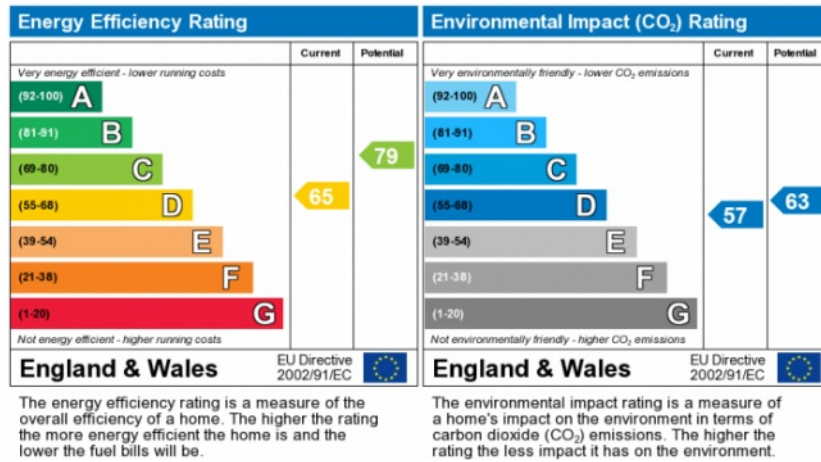 Energy Efficiency Rating
Current Potential
Very energy efficient - lower running costs
(92-100) A
(81-91) B
(69-80) C
79
(55-68) D
65
(39-54) E
(21-38) F
(1-20) G
Not energy efficient - higher running costs
England & Wales
EU Directive
2002/91/EC
The energy efficiency rating is a measure of the
overall efficiency of a home. The higher the rating
the more energy efficient the home is and the
lower the fuel bills will be.
Environmental Impact (CO₂) Rating
Current Potential
Very environmentally friendly - lower CO₂ emissions
(92-100) A
(81-91) B
(69-80) C
(55-68) D
57
63
(39-54) E
(21-38) F
(1-20) G
Not environmentally friendly - higher CO₂ emissions
England & Wales
EU Directive
2002/91/EC
The environmental impact rating is a measure of
a home's impact on the environment in terms of
carbon dioxide (CO₂) emissions. The higher the
rating the less impact it has on the environment.